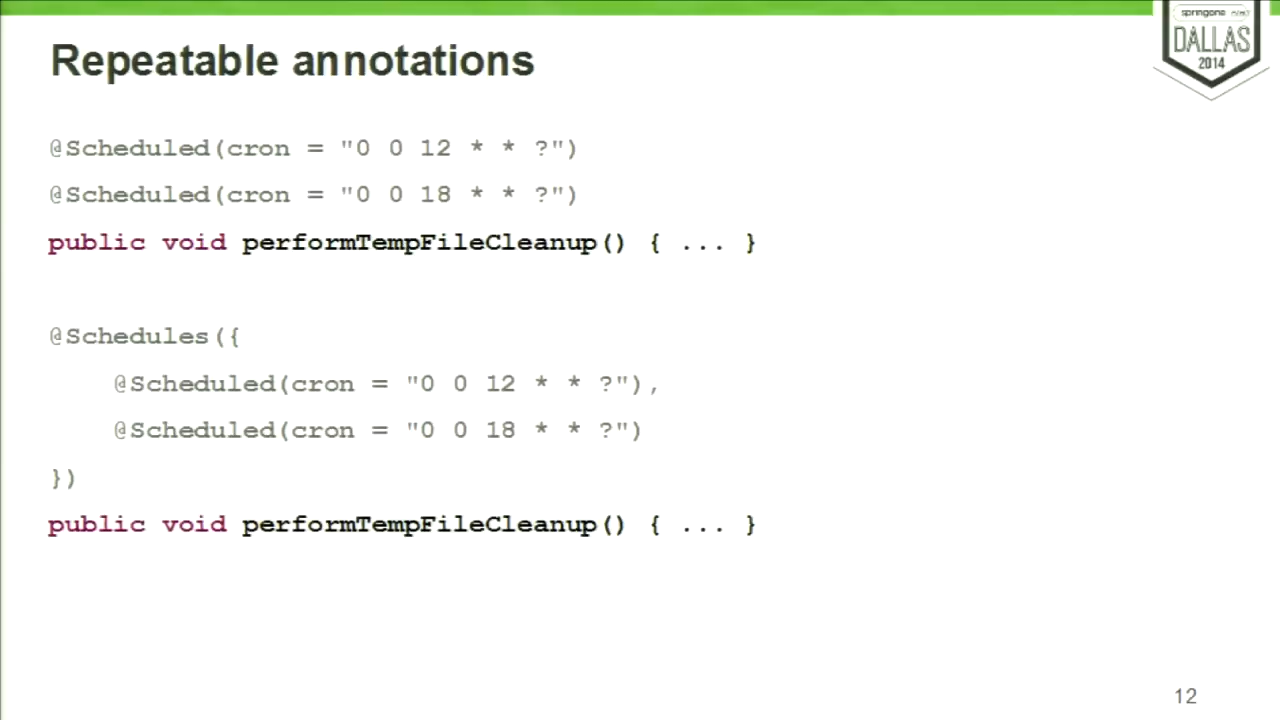 springone
DALLAS
2014
Repeatable annotations
@Scheduled(cron = "0 0 12 * * ?")
@Scheduled(cron = "0 0 18 * * ?")
public void performTempFileCleanup() { ... }
@Schedules({
@Scheduled(cron = "0 0 12 * * ?"),
@Scheduled(cron = "0 0 18 * * ?")
})
public void performTempFileCleanup() { ... }
12